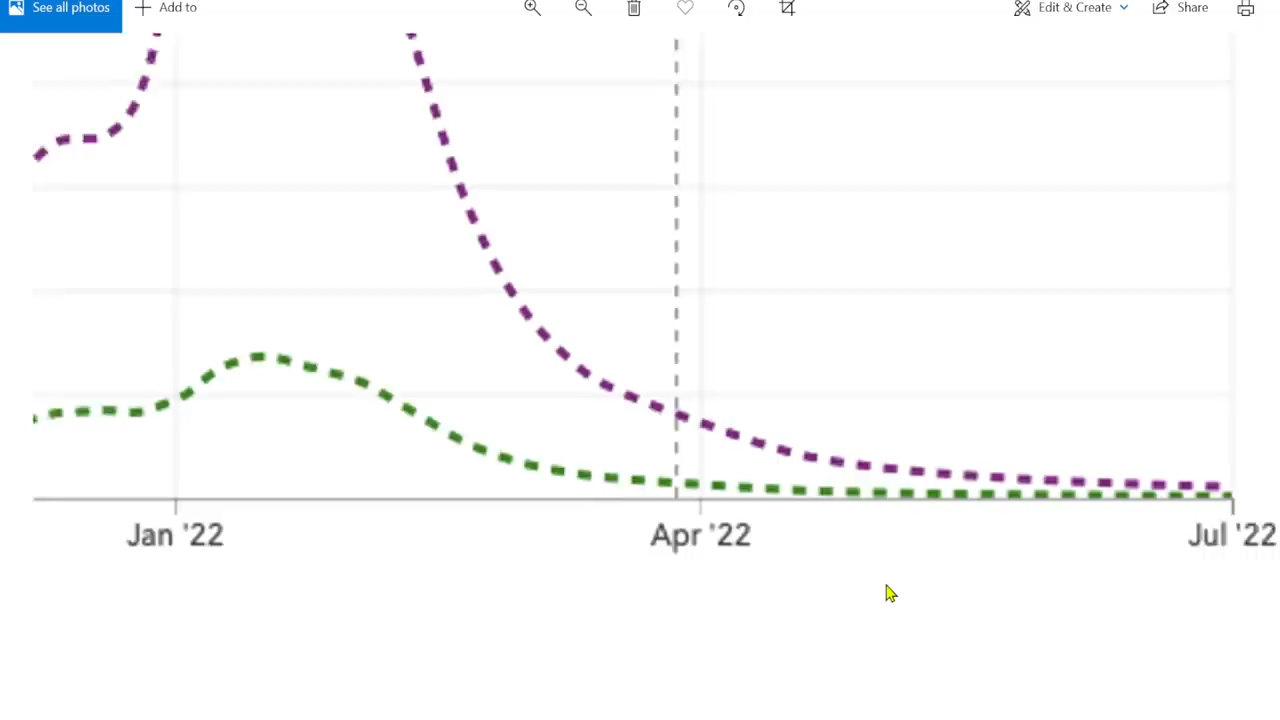 See all photos
Add to
Edit & Create
Share
Jan '22
Apr '22
Jul '22